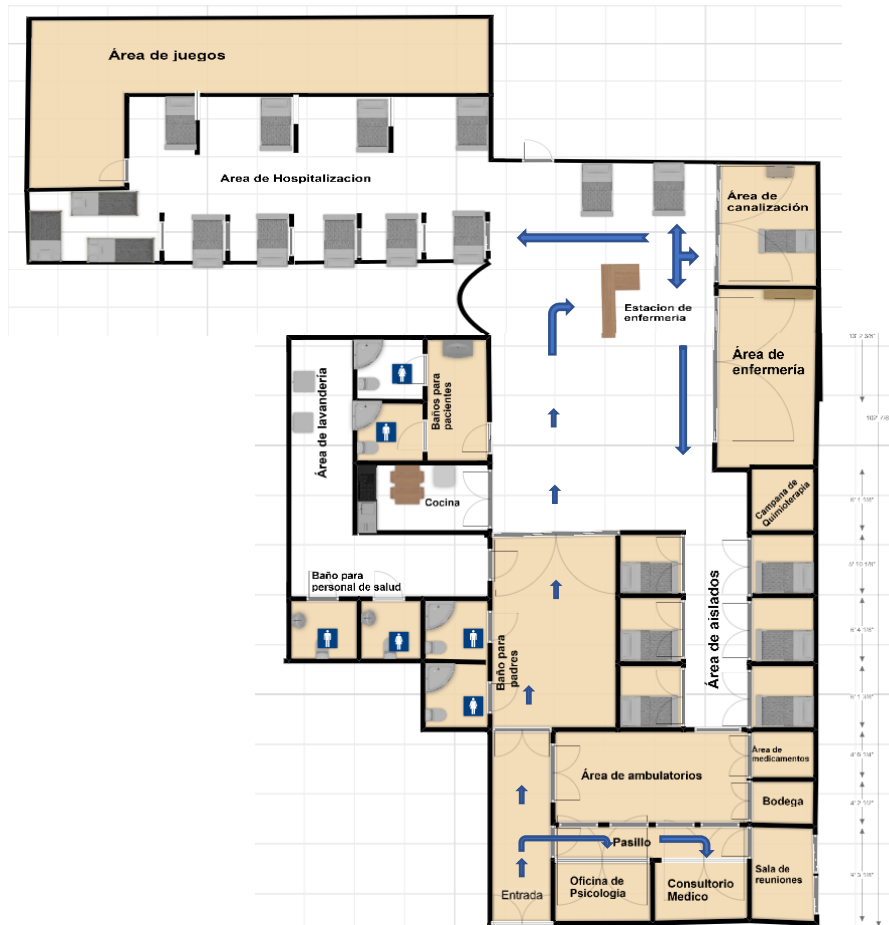 Área de juegos
Area de Hospitalizacion
Área de
canalización
Estacion de
enfermería
Área de
enfermería
Área de lavandería
Baños para
pacientes
Cocina
Campana de
Quimioterapia
Baño para
personal de salud
Baño para
padres
Área de aislados
Área de ambulatorios
Área de
medicamentos
Bodega
Pasillo
Oficina de
Psicología
Consultorio
Medico
Sala de
reuniones
Entrada